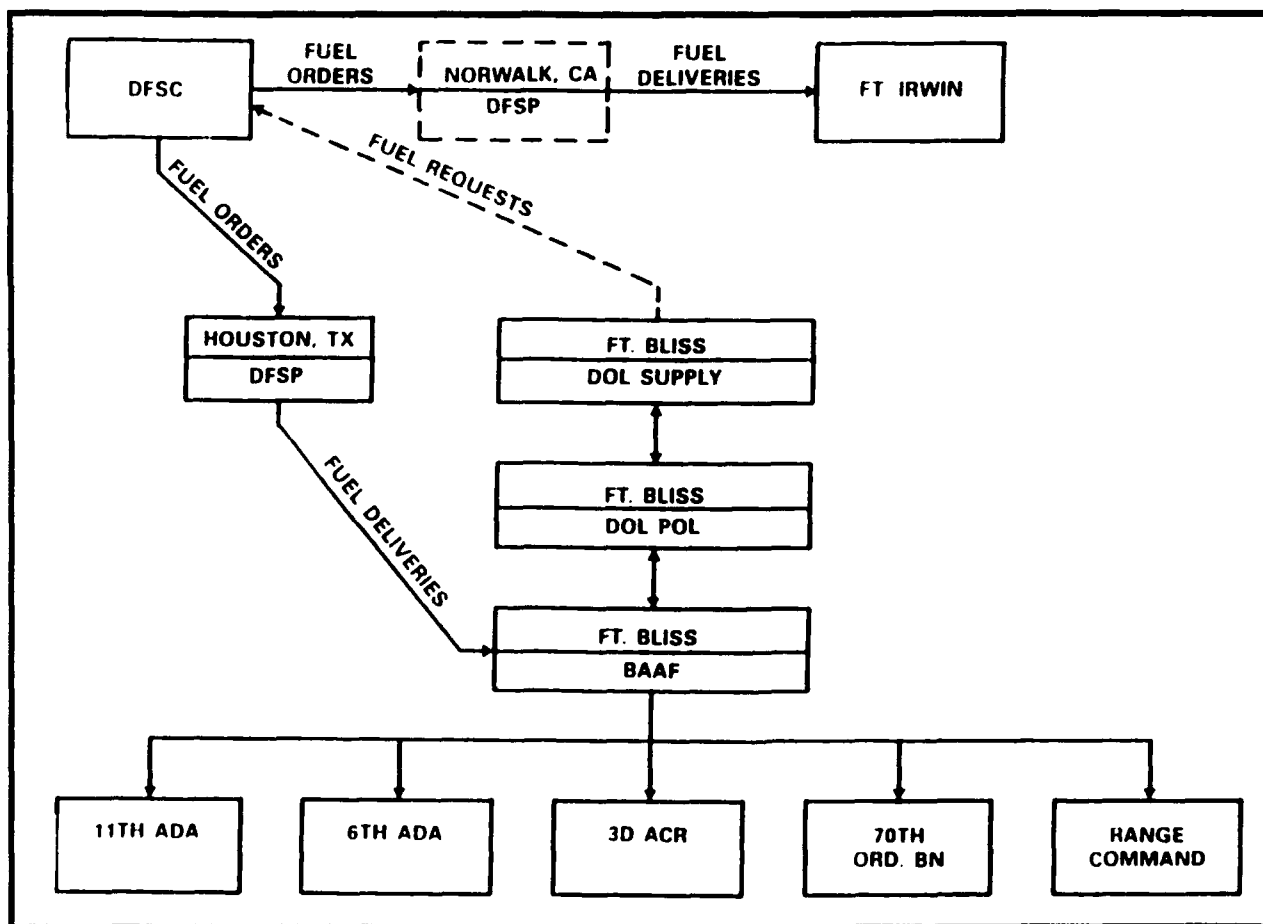 FUEL
ORDERS
FUEL
DELIVERIES
DFSC
NORWALK, CA
DFSP
FT IRWIN
FUEL REQUESTS
FUEL ORDERS
HOUSTON, TX
DFSP
FT. BLISS
DOL SUPPLY
FUEL DELIVERIES
FT. BLISS
DOL POL
FT. BLISS
BAAF
11TH ADA
6TH ADA
3D ACR
70TH
ORD. BN
RANGE
COMMAND